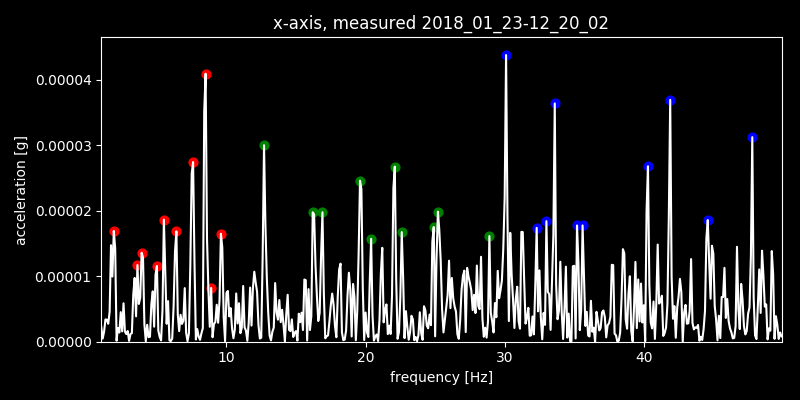 x-axis, measured 2018_01_23-12_20_02
acceleration [g]
0.00004
0.00003
0.00002
0.00001
0.00000
10 20 30 40
frequency [Hz]